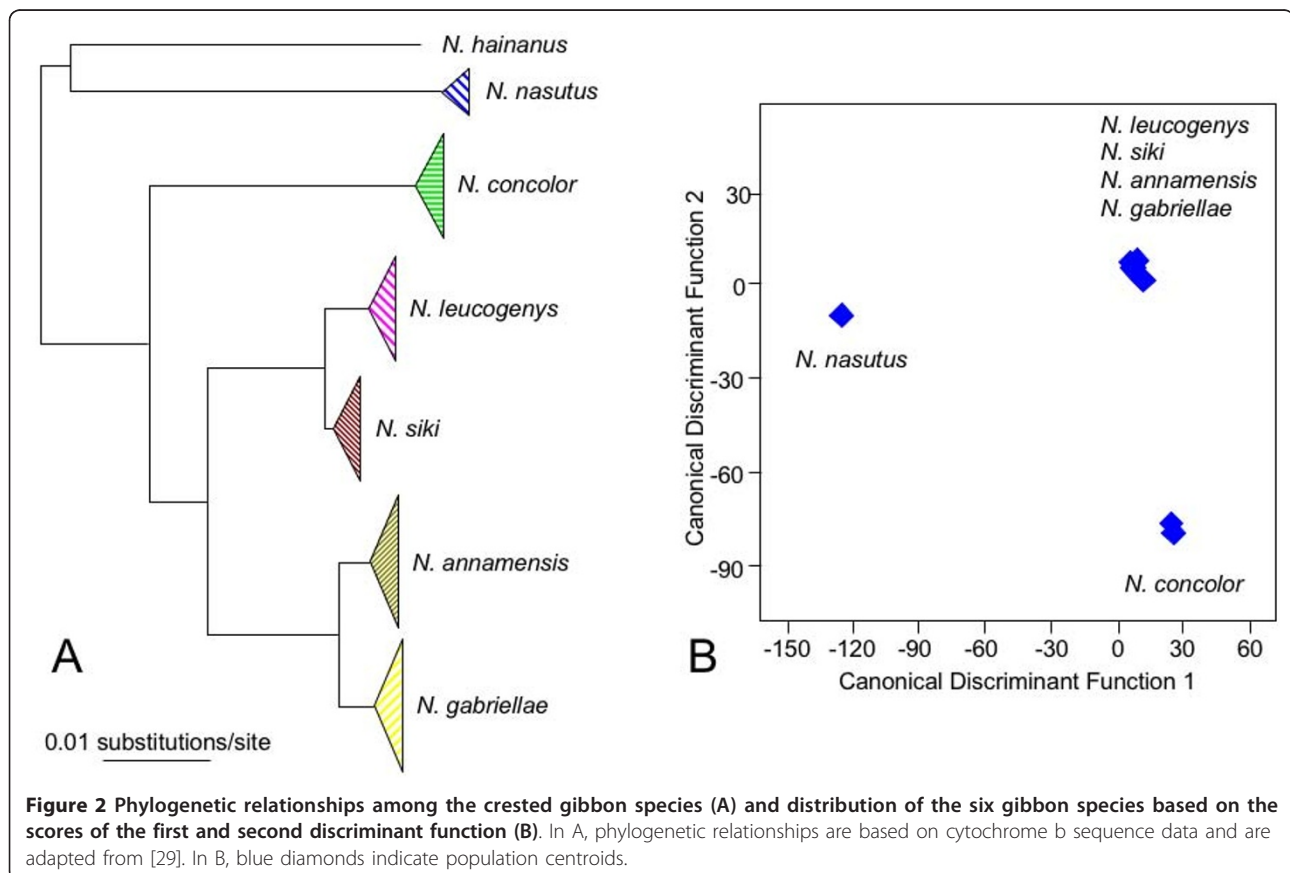 N. hainanus
N. nasutus
N. concolor
N. leucogenys
N. siki
N. annamensis
N. gabriellae
A
0.01 substitutions/site
N. leucogenys
N. siki
N. annamensis
N. gabriellae
Canonical Discriminant Function 2
30
0
-30
-60
-90
N. nasutus
N. concolor
B
-150 -120 -90 -60 -30 0 30 60
Canonical Discriminant Function 1
Figure 2 Phylogenetic relationships among the crested gibbon species (A) and distribution of the six gibbon species based on the
scores of the first and second discriminant function (B). In A, phylogenetic relationships are based on cytochrome b sequence data and are
adapted from [29]. In B, blue diamonds indicate population centroids.